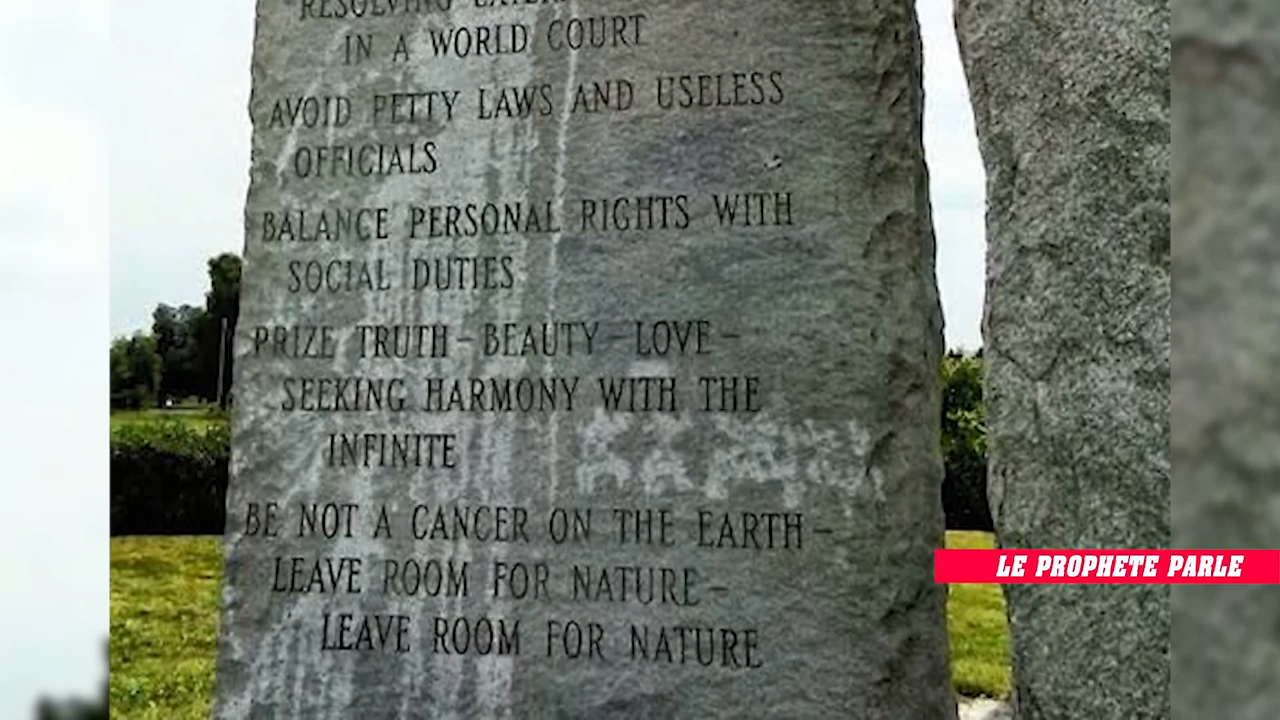 RESOLVING
IN A WORLD COURT
AVOID PETTY LAWS AND USELESS
OFFICIALS
BALANCE PERSONAL RIGHTS WITH
SOCIAL DUTIES
PRIZE TRUTH – BEAUTY – LOVE –
SEEKING HARMONY WITH THE
INFINITE
BE NOT A CANCER ON THE EARTH –
LEAVE ROOM FOR NATURE –
LEAVE ROOM FOR NATURE
LE PROPHETE PARLE